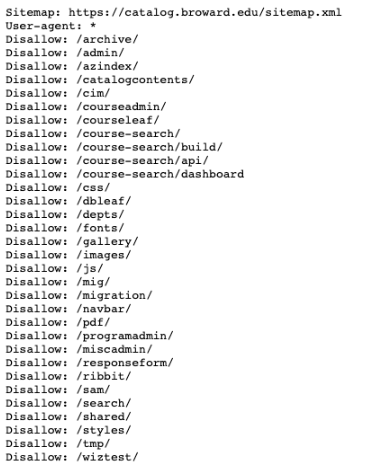 Sitemap: https://catalog.broward.edu/sitemap.xml
User-agent: *
Disallow: /archive/
Disallow: /admin/
Disallow: /azindex/
Disallow: /catalogcontents/
Disallow: /cim/
Disallow: /courseadmin/
Disallow: /courseleaf/
Disallow: /course-search/
Disallow: /course-search/build/
Disallow: /course-search/api/
Disallow: /course-search/dashboard
Disallow: /css/
Disallow: /dbleaf/
Disallow: /depts/
Disallow: /fonts/
Disallow: /gallery/
Disallow: /images/
Disallow: /js/
Disallow: /mig/
Disallow: /migration/
Disallow: /navbar/
Disallow: /pdf/
Disallow: /programadmin/
Disallow: /miscadmin/
Disallow: /responseform/
Disallow: /ribbit/
Disallow: /sam/
Disallow: /search/
Disallow: /shared/
Disallow: /styles/
Disallow: /tmp/
Disallow: /wiztest/